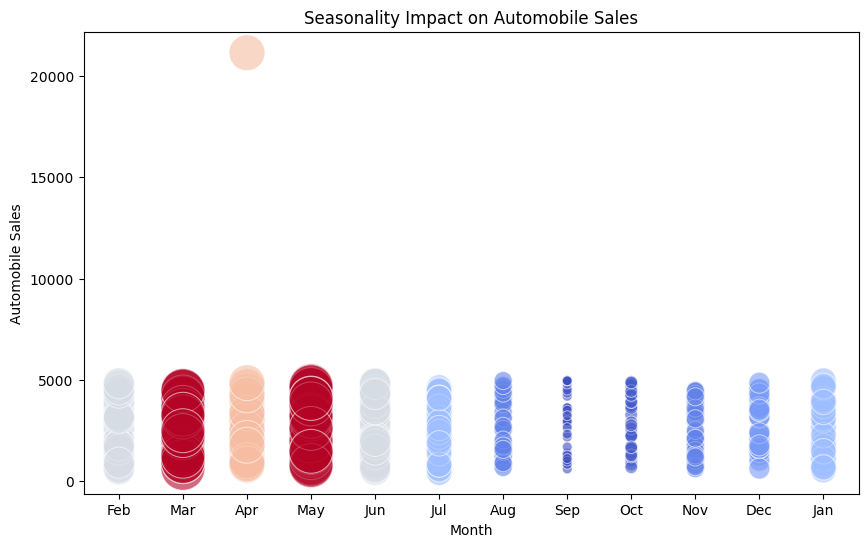 Seasonality Impact on Automobile Sales
Automobile Sales
20000
15000
10000
5000
0
Feb Mar Apr May Jun Jul Aug Sep Oct Nov Dec Jan
Month